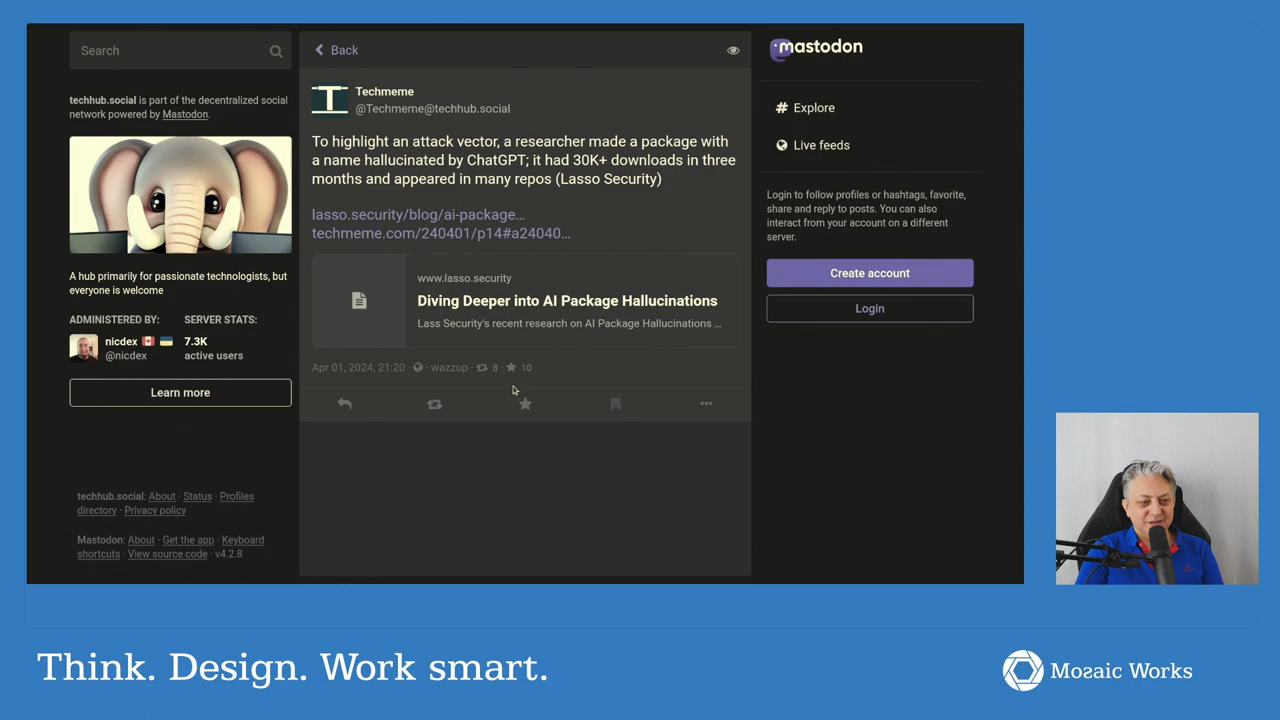 Search
techhub.social is part of the decentralized social
network powered by Mastodon.
A hub primarily for passionate technologists, but
everyone is welcome
ADMINISTERED BY:
nicdex
@nicdex
SERVER STATS:
7.3K
active users
Learn more
techhub.social: About · Status · Profiles
directory · Privacy policy
Mastodon: About · Get the app · Keyboard
shortcuts · View source code · v4.2.8
Back
Techmeme
@Techmeme@techhub.social
To highlight an attack vector, a researcher made a package with
a name hallucinated by ChatGPT; it had 30K+ downloads in three
months and appeared in many repos (Lasso Security)
lasso.security/blog/ai-package…
techmeme.com/240401/p14#a24040…
www.lasso.security
Diving Deeper into AI Package Hallucinations
Lass Security's recent research on AI Package Hallucinations …
Apr 01, 2024, 21:20 · wazzup · 8 · 10
mastodon
# Explore
Live feeds
Login to follow profiles or hashtags, favorite,
share and reply to posts. You can also
interact from your account on a different
server.
Create account
Login
Think. Design. Work smart.
Mozaic Works